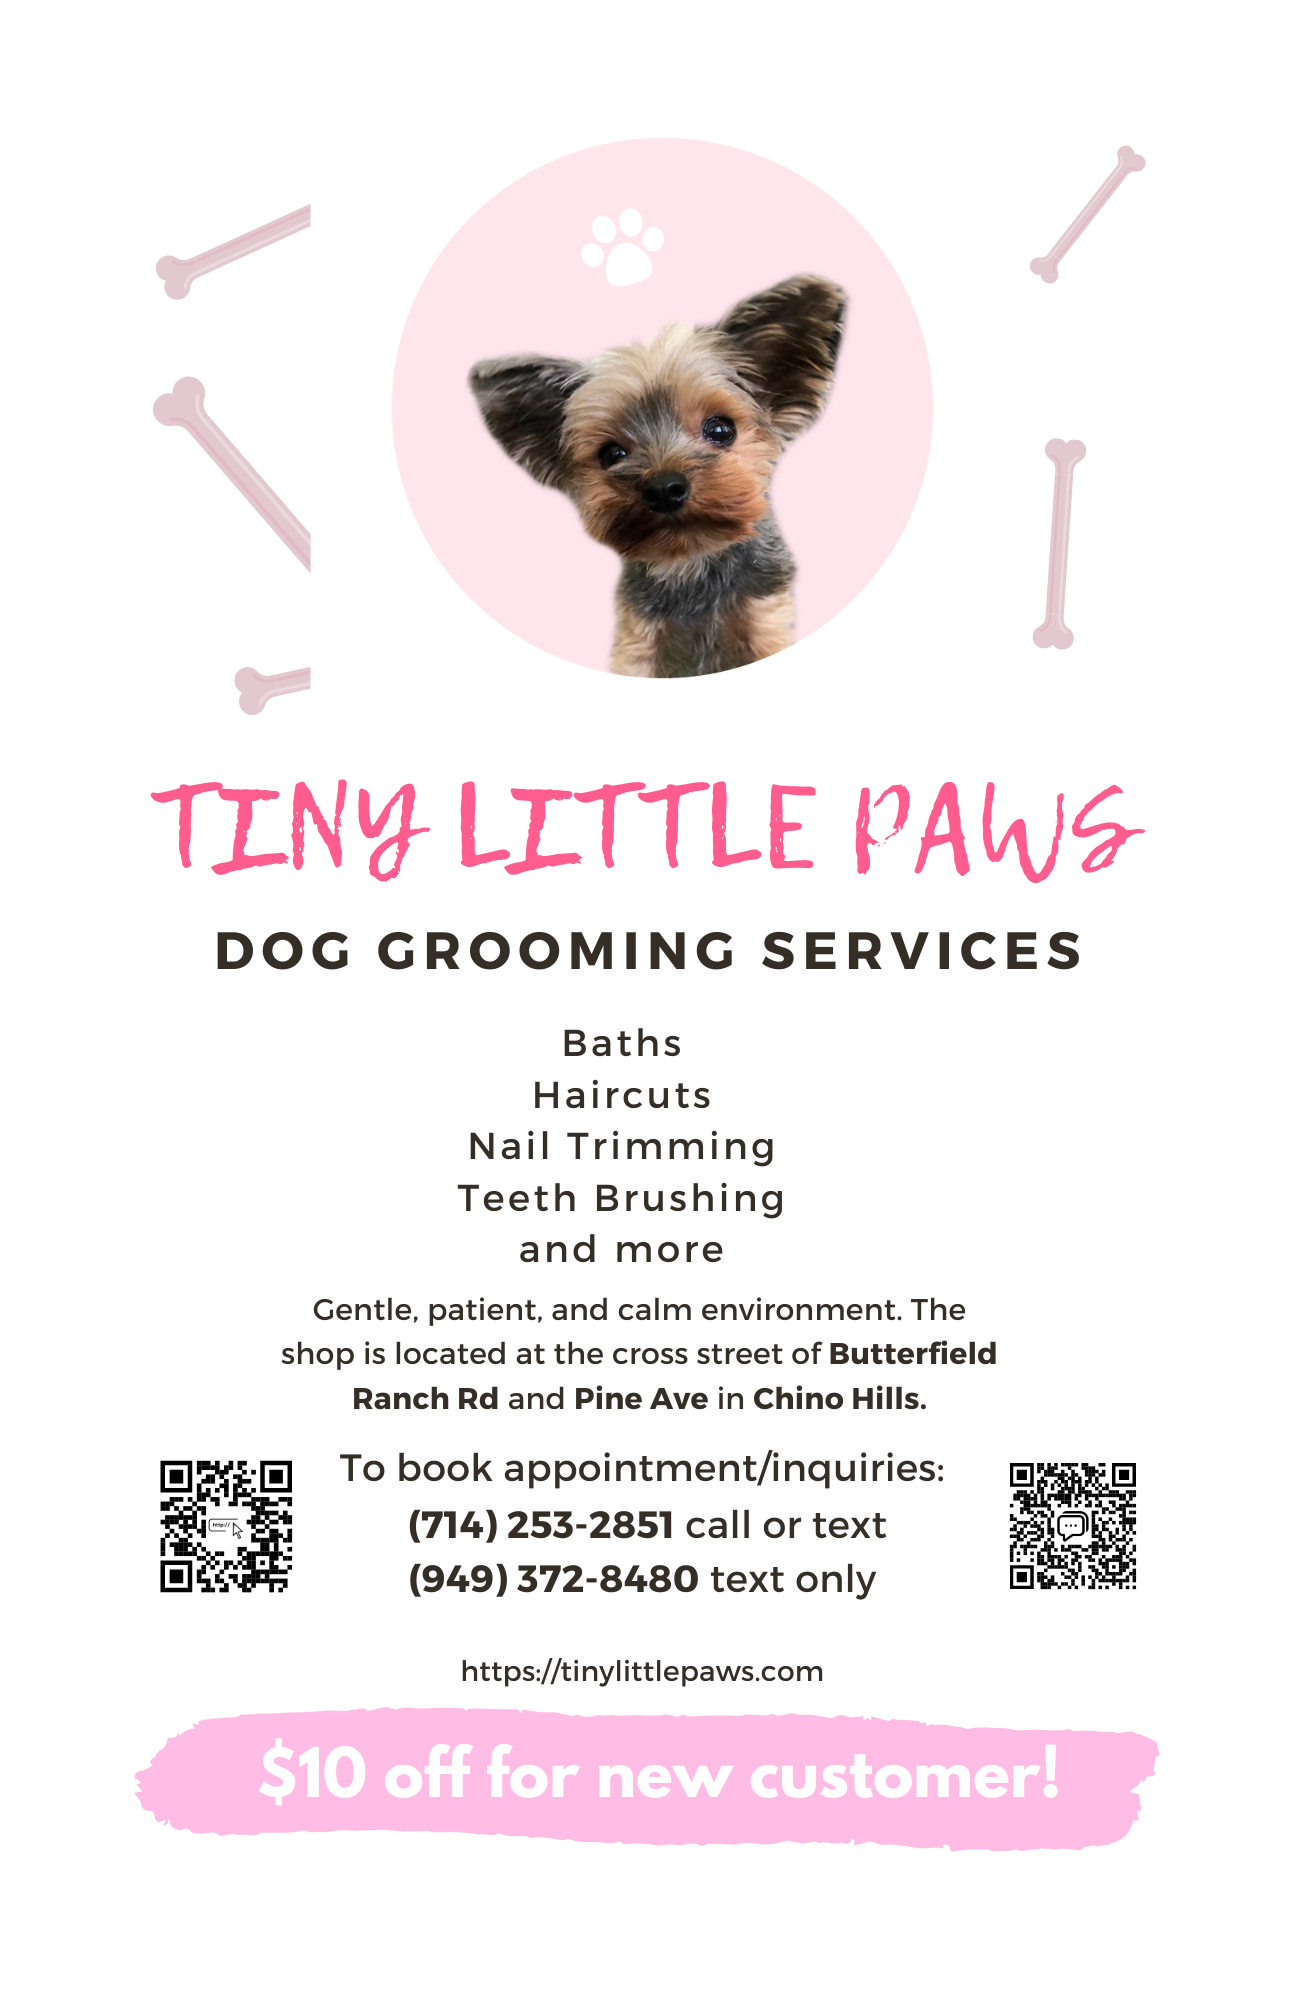 TINY LITTLE PAWS
DOG GROOMING SERVICES
Baths
Haircuts
Nail Trimming
Teeth Brushing
and more
Gentle, patient, and calm environment. The
shop is located at the cross street of Butterfield
Ranch Rd and Pine Ave in Chino Hills.
To book appointment/inquiries:
(714) 253-2851 call or text
(949) 372-8480 text only
http://
https://tinylittlepaws.com
$10 off for new customer!